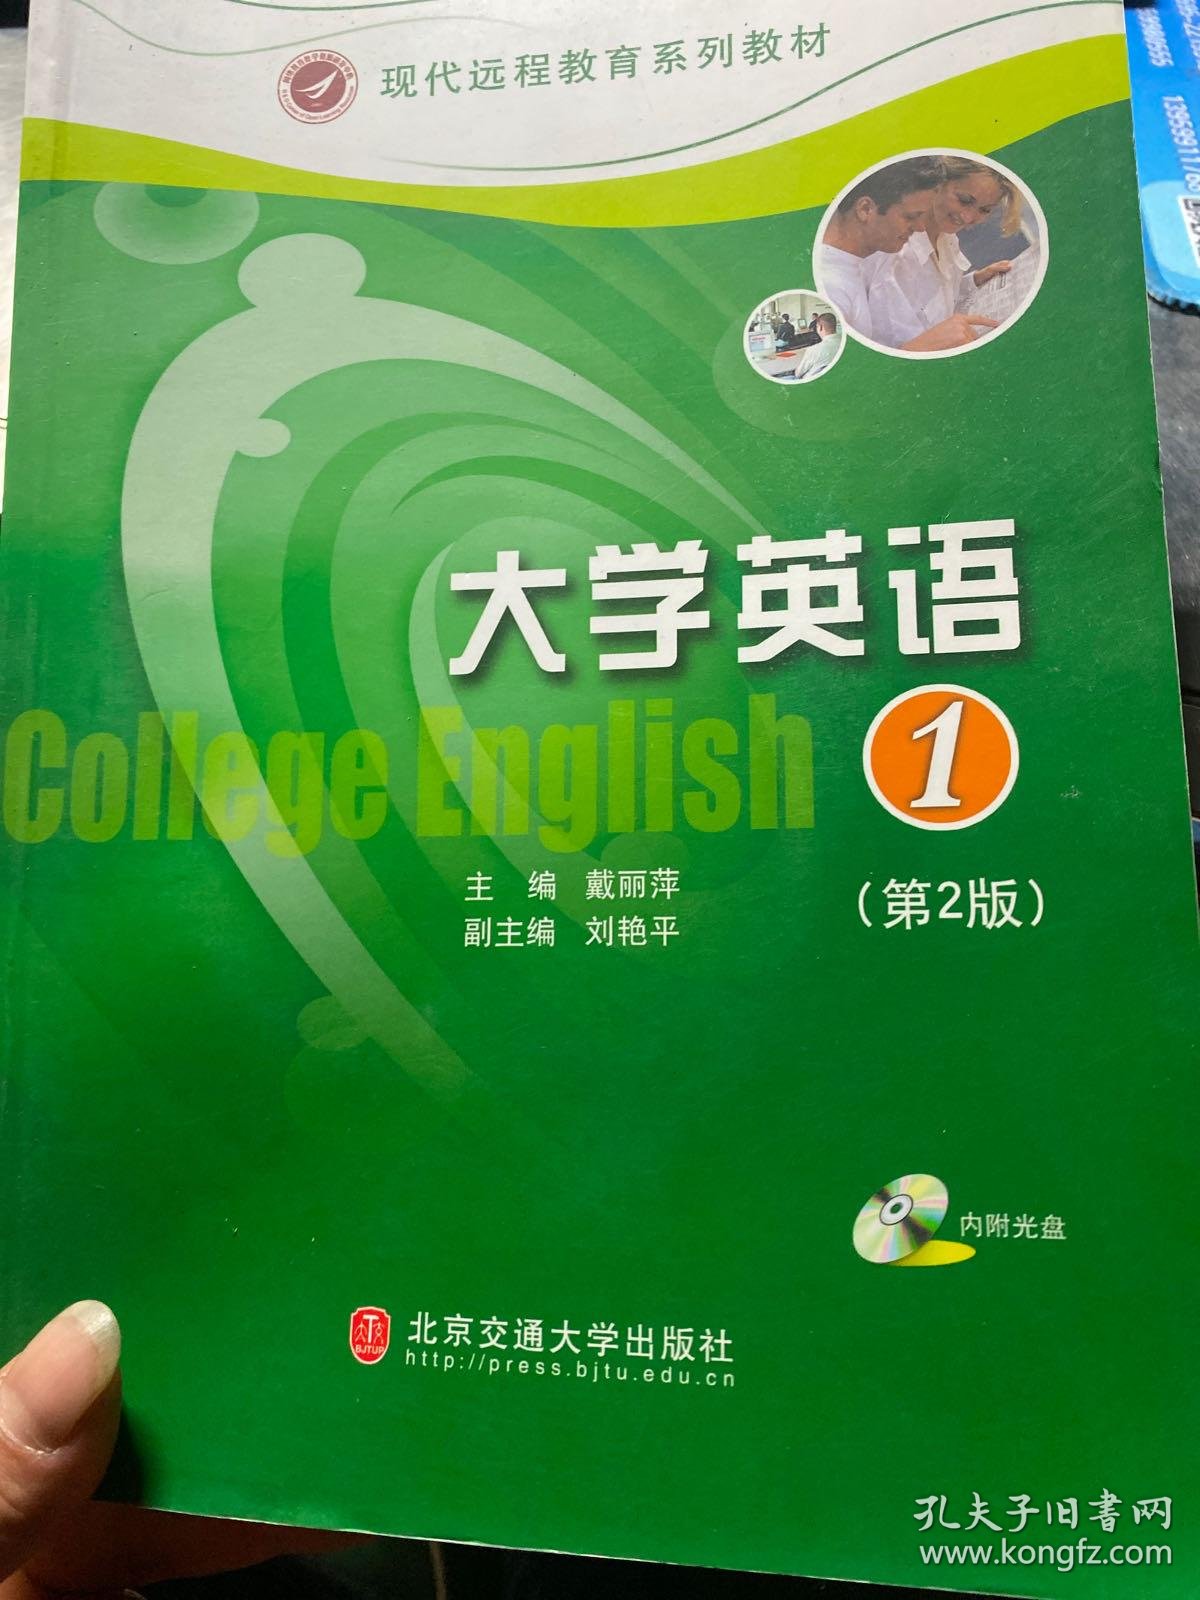 现代远程教育系列教材
大学英语
College English
1
(第2版)
主 编 戴丽萍
副主编 刘艳平
内附光盘
BJTUP
北京交通大学出版社
http://press.bjtu.edu.cn
孔夫子旧书网
www.kongfz.com